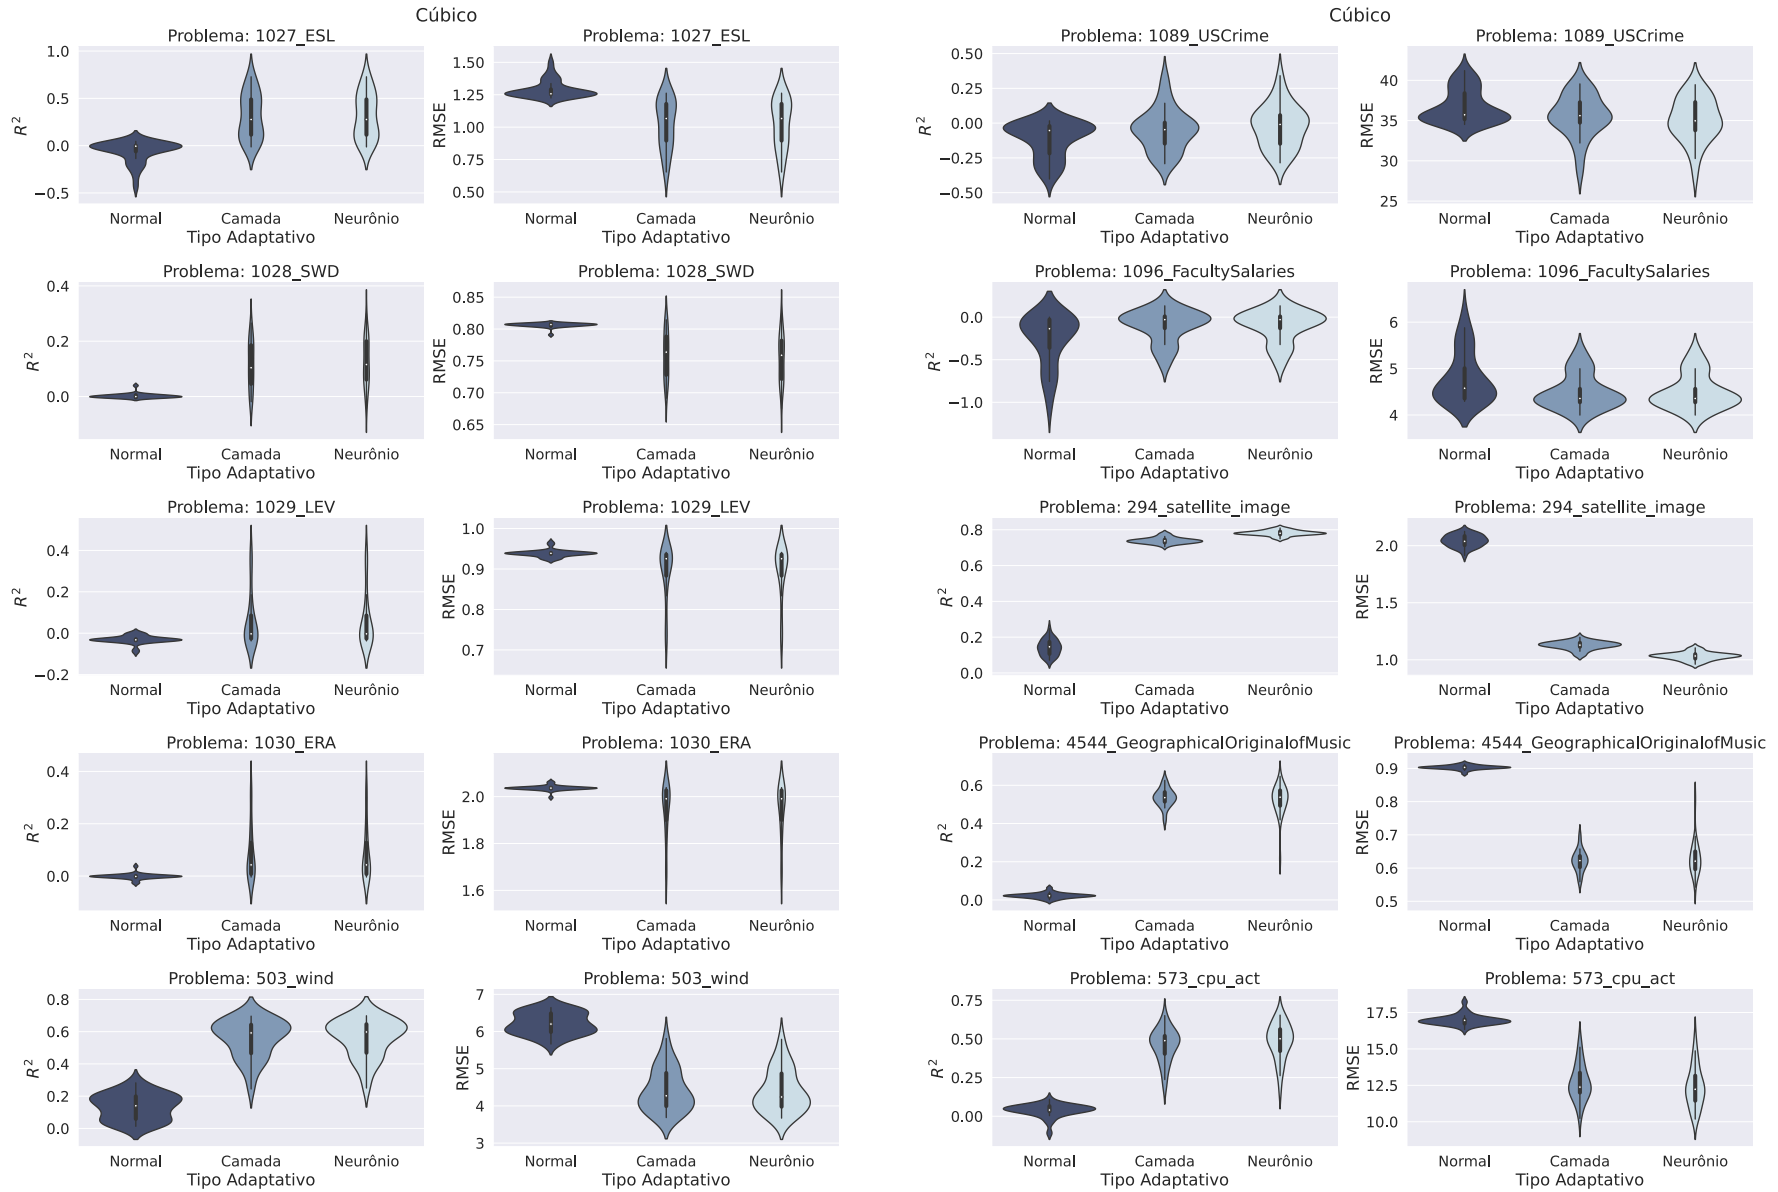 Cúbico
Problema: 1027_ESL
R²
1.0
0.5
0.0
−0.5
Normal Camada Neurônio
Tipo Adaptativo
Problema: 1027_ESL
RMSE
1.50
1.25
1.00
0.75
0.50
Normal Camada Neurônio
Tipo Adaptativo
Problema: 1028_SWD
R²
0.4
0.2
0.0
Normal Camada Neurônio
Tipo Adaptativo
Problema: 1028_SWD
RMSE
0.85
0.80
0.75
0.70
0.65
Normal Camada Neurônio
Tipo Adaptativo
Problema: 1029_LEV
R²
0.4
0.2
0.0
−0.2
Normal Camada Neurônio
Tipo Adaptativo
Problema: 1029_LEV
RMSE
1.0
0.9
0.8
0.7
Normal Camada Neurônio
Tipo Adaptativo
Problema: 1030_ERA
R²
0.4
0.2
0.0
Normal Camada Neurônio
Tipo Adaptativo
Problema: 1030_ERA
RMSE
2.0
1.8
1.6
Normal Camada Neurônio
Tipo Adaptativo
Problema: 503_wind
R²
0.8
0.6
0.4
0.2
0.0
Normal Camada Neurônio
Tipo Adaptativo
Problema: 503_wind
RMSE
7
6
5
4
3
Normal Camada Neurônio
Tipo Adaptativo
Cúbico
Problema: 1089_USCrime
R²
0.50
0.25
0.00
−0.25
−0.50
Normal Camada Neurônio
Tipo Adaptativo
Problema: 1089_USCrime
RMSE
40
35
30
25
Normal Camada Neurônio
Tipo Adaptativo
Problema: 1096_FacultySalaries
R²
0.0
−0.5
−1.0
Normal Camada Neurônio
Tipo Adaptativo
Problema: 1096_FacultySalaries
RMSE
6
5
4
Normal Camada Neurônio
Tipo Adaptativo
Problema: 294_satellite_image
R²
0.8
0.6
0.4
0.2
0.0
Normal Camada Neurônio
Tipo Adaptativo
Problema: 294_satellite_image
RMSE
2.0
1.5
1.0
Normal Camada Neurônio
Tipo Adaptativo
Problema: 4544_GeographicalOriginalofMusic
R²
0.6
0.4
0.2
0.0
Normal Camada Neurônio
Tipo Adaptativo
Problema: 4544_GeographicalOriginalofMusic
RMSE
0.9
0.8
0.7
0.6
0.5
Normal Camada Neurônio
Tipo Adaptativo
Problema: 573_cpu_act
R²
0.75
0.50
0.25
0.00
Normal Camada Neurônio
Tipo Adaptativo
Problema: 573_cpu_act
RMSE
17.5
15.0
12.5
10.0
Normal Camada Neurônio
Tipo Adaptativo